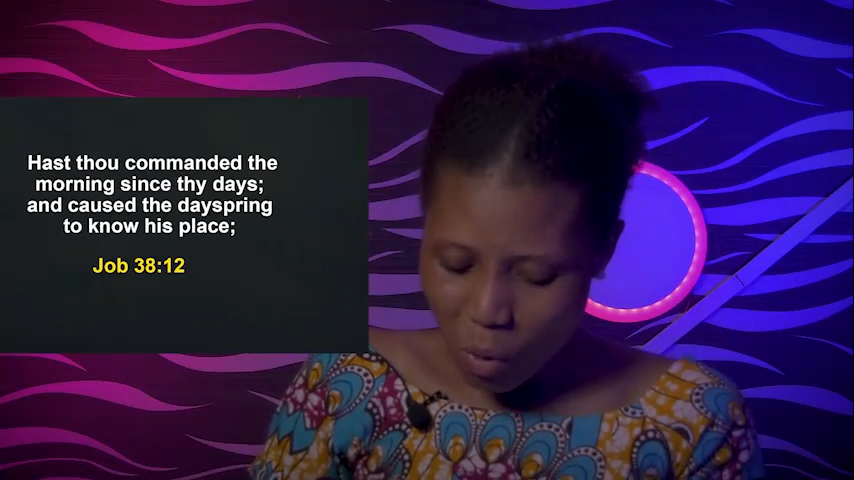 Hast thou commanded the
morning since thy days;
and caused the dayspring
to know his place;
Job 38:12